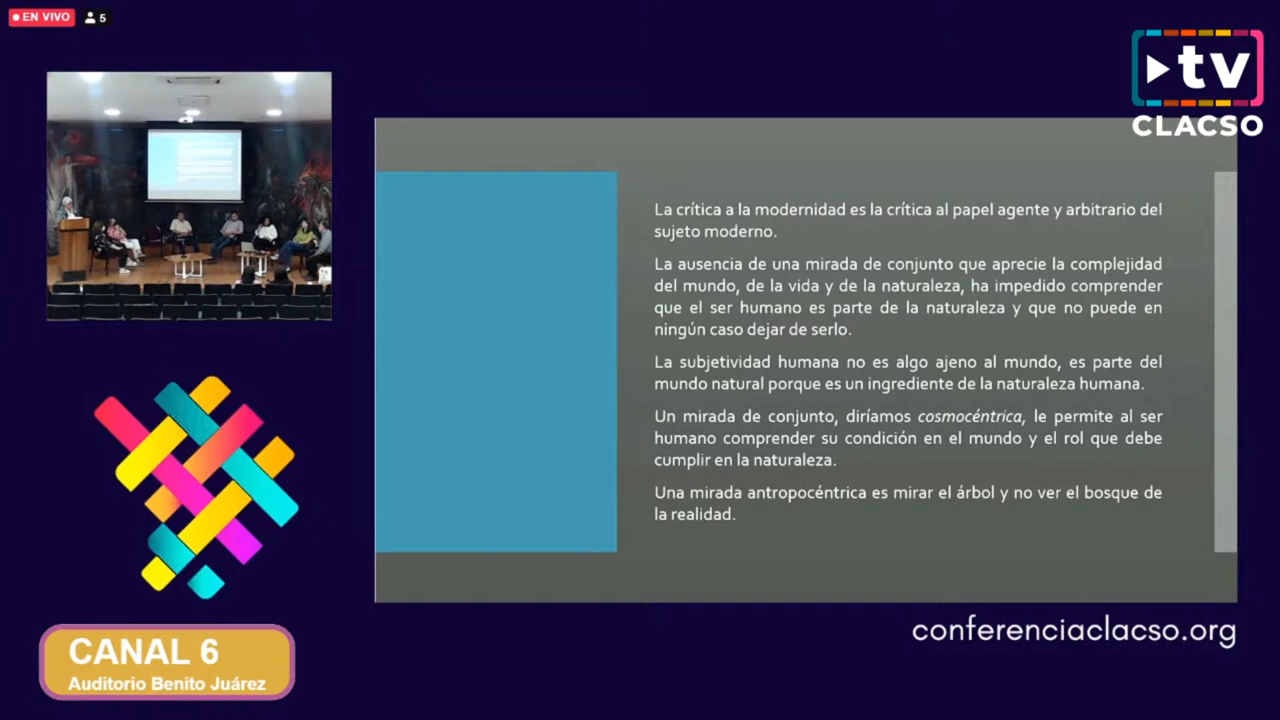 EN VIVO
5
tv
CLACSO
La crítica a la modernidad es la crítica al papel agente y arbitrario del
sujeto moderno.
La ausencia de una mirada de conjunto que aprecie la complejidad
del mundo, de la vida y de la naturaleza, ha impedido comprender
que el ser humano es parte de la naturaleza y que no puede en
ningún caso dejar de serlo.
La subjetividad humana no es algo ajeno al mundo, es parte del
mundo natural porque es un ingrediente de la naturaleza humana.
Un mirada de conjunto, diríamos cosmocéntrica, le permite al ser
humano comprender su condición en el mundo y el rol que debe
cumplir en la naturaleza.
Una mirada antropocéntrica es mirar el árbol y no ver el bosque de
la realidad.
conferenciaclacso.org
CANAL 6
Auditorio Benito Juárez